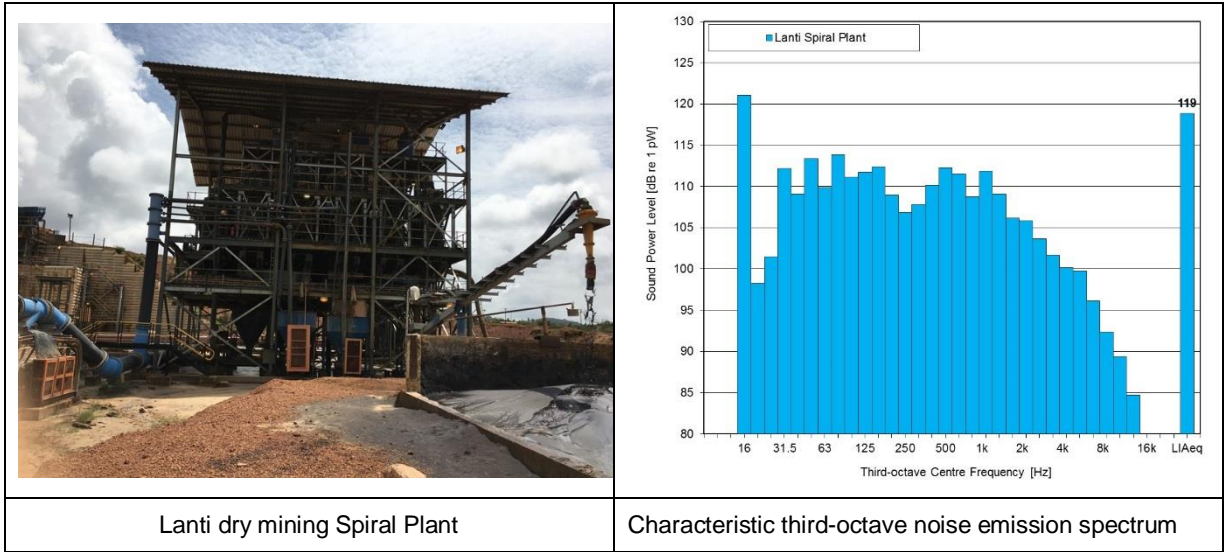 130
125
120
115
110
105
100
95
90
85
80
Sound Power Level [dB re 1 pW]
Lanti Spiral Plant
119
16 31.5 63 125 250 500 1k 2k 4k 8k 16k LIAeq
Third-octave Centre Frequency [Hz]
Lanti dry mining Spiral Plant
Characteristic third-octave noise emission spectrum